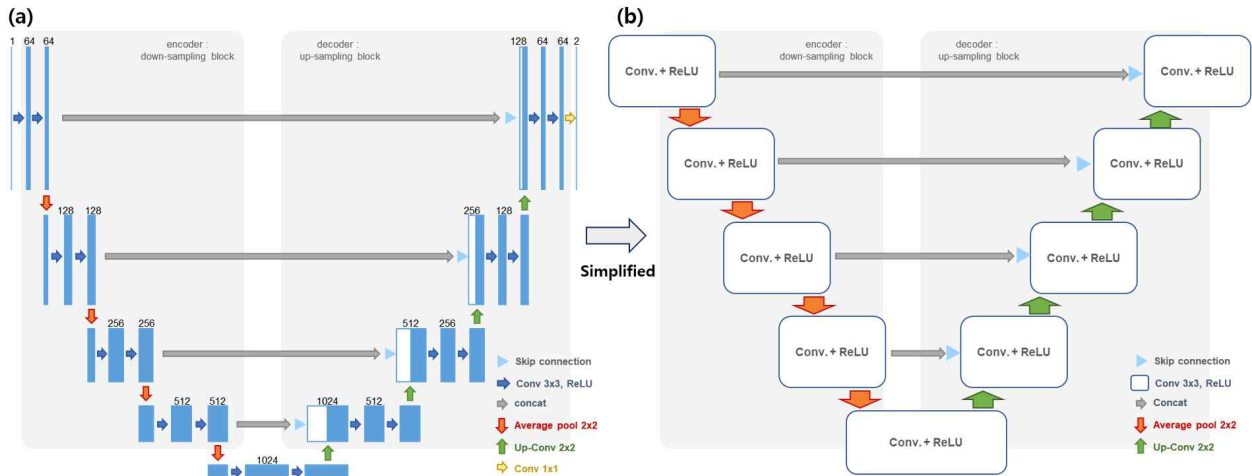 (a)
1 64 64
encoder :
down-sampling block
decoder :
up-sampling block
128 64 64 2
128 128
256 128
256 256
512 256
512 512
1024 512
1024
Skip connection
Conv 3x3, ReLU
concat
Average pool 2x2
Up-Conv 2x2
Conv 1x1
Simplified
(b)
encoder :
down-sampling block
decoder :
up-sampling block
Conv. + ReLU
Conv. + ReLU
Conv. + ReLU
Conv. + ReLU
Conv. + ReLU
Conv. + ReLU
Conv. + ReLU
Conv. + ReLU
Conv. + ReLU
Skip connection
Conv 3x3, ReLU
Concat
Average pool 2x2
Up-Conv 2x2